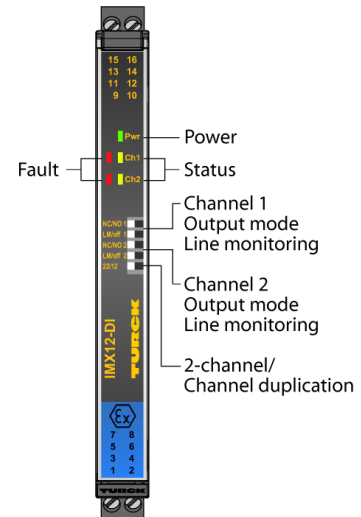 15 16
13 14
11 12
9 10
Pwr
Power
Ch1
Fault
Status
Ch2
Channel 1
Output mode
Line monitoring
NC/NO 1
LM/off 1
NC/NO 2
LM/off 2
22/12
Channel 2
Output mode
Line monitoring
2-channel/
Channel duplication
IMX12-DI
TURCK
Ex
7 8
5 6
3 4
1 2
TURCK